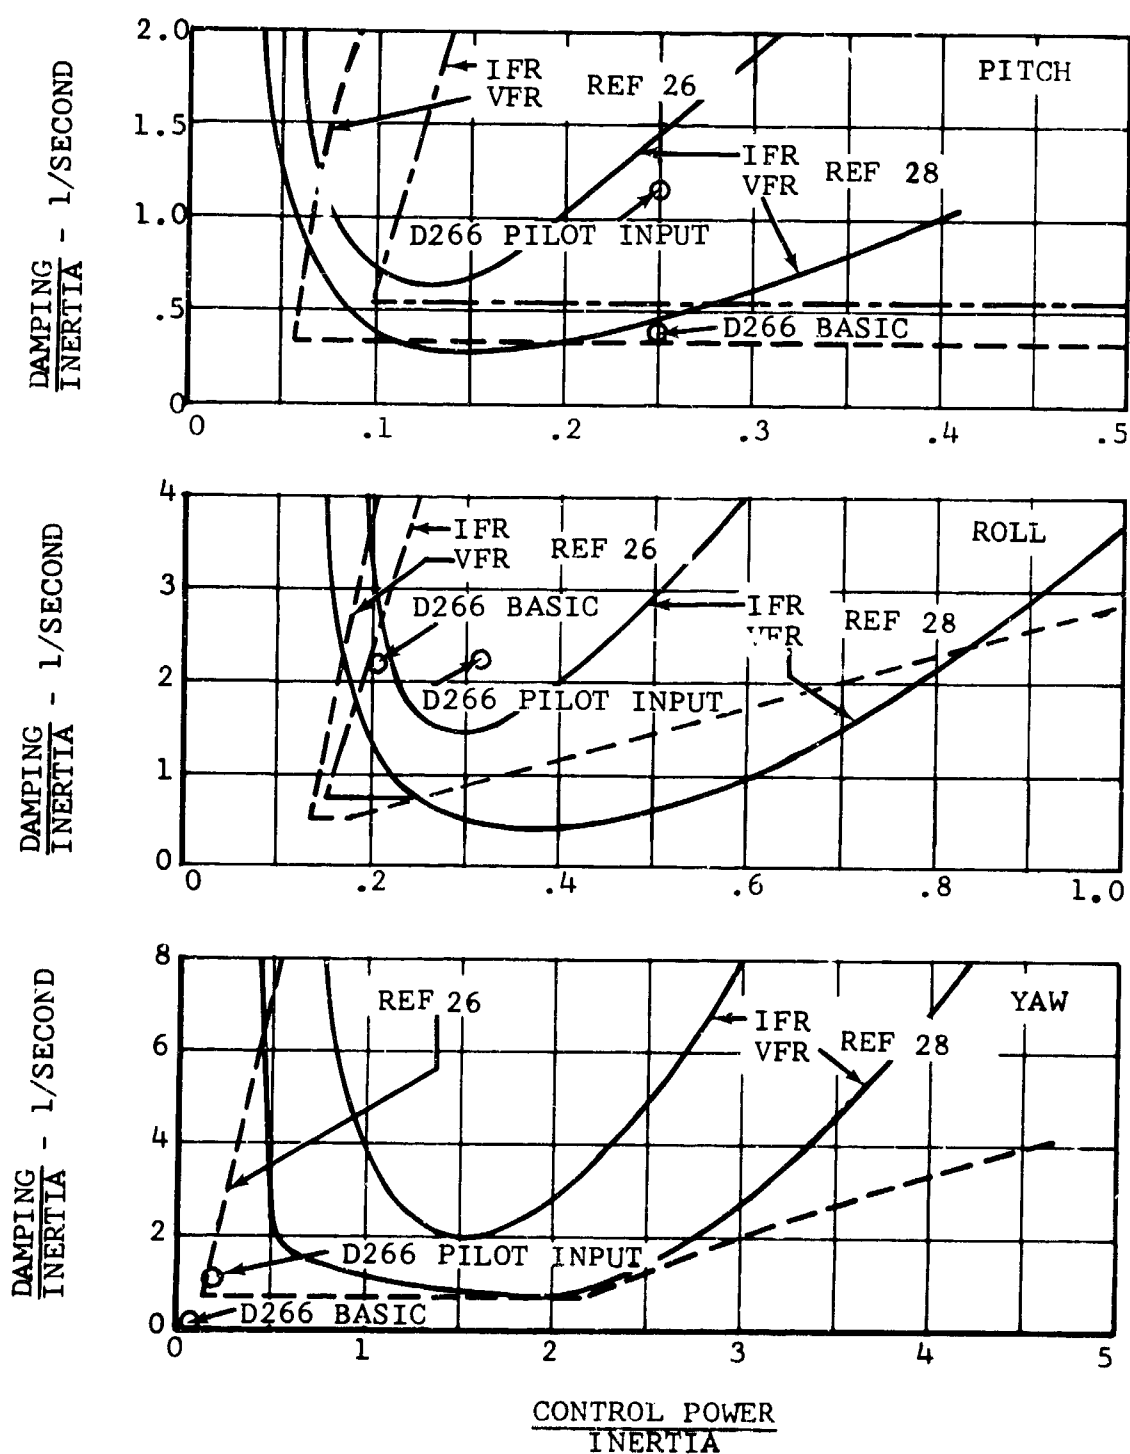 2.0
1.5
1.0
.5
0
DAMPING
INERTIA - 1/SECOND
IFR
VFR REF 26
PITCH
IFR
VFR REF 28
D266 PILOT INPUT
D266 BASIC
0 .1 .2 .3 .4 .5
4
3
2
1
0
DAMPING
INERTIA - 1/SECOND
IFR
VFR REF 26
ROLL
D266 BASIC
IFR
VFR REF 28
D266 PILOT INPUT
0 .2 .4 .6 .8 1.0
8
6
4
2
0
DAMPING
INERTIA - 1/SECOND
REF 26
YAW
IFR
VFR REF 28
D266 PILOT INPUT
D266 BASIC
0 1 2 3 4 5
CONTROL POWER
INERTIA